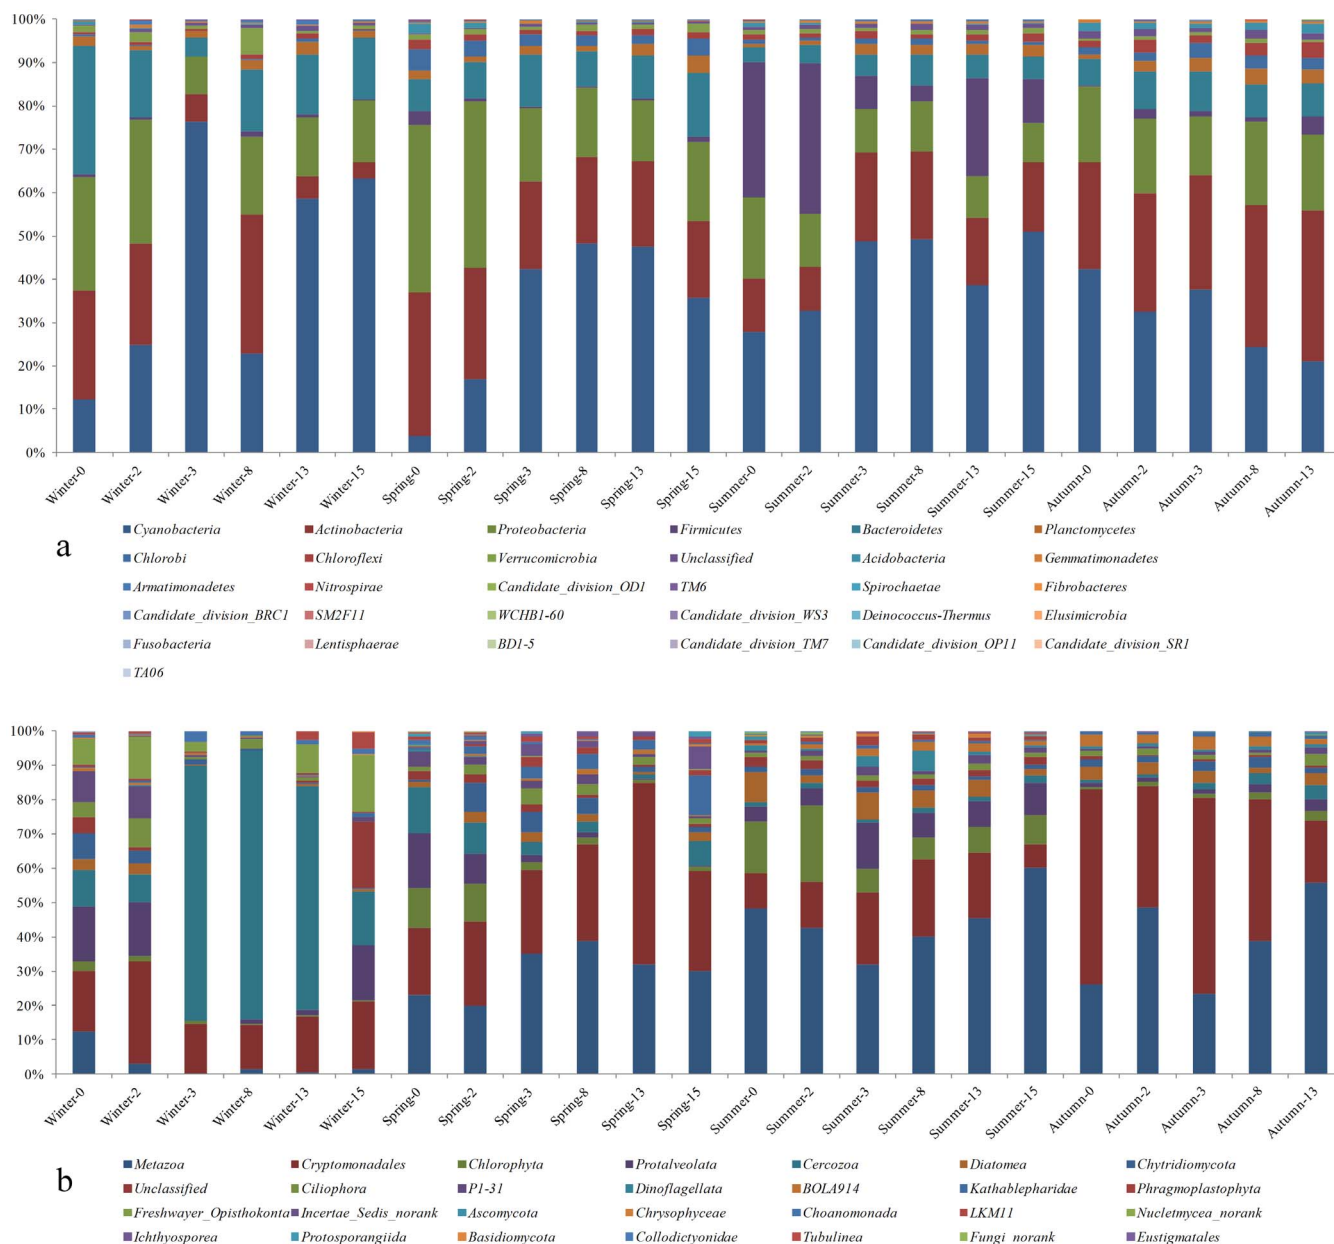 100%
90%
80%
70%
60%
50%
40%
30%
20%
10%
0%
Winter-0 Winter-2 Winter-3 Winter-8 Winter-13 Winter-15 Spring-0 Spring-2 Spring-3 Spring-8 Spring-13 Spring-15 Summer-0 Summer-2 Summer-3 Summer-8 Summer-13 Summer-15 Autumn-0 Autumn-2 Autumn-3 Autumn-8 Autumn-13
a
Cyanobacteria Actinobacteria Proteobacteria Firmicutes Bacteroidetes Planctomycetes
Chlorobi Chloroflexi Verrucomicrobia Unclassified Acidobacteria Gemmatimonadetes
Armatimonadetes Nitrospirae Candidate_division_OD1 TM6 Spirochaetae Fibrobacteres
Candidate_division_BRC1 SM2F11 WCHB1-60 Candidate_division_WS3 Deinococcus-Thermus Elusimicrobia
Fusobacteria Lentisphaerae BD1-5 Candidate_division_TM7 Candidate_division_OP11 Candidate_division_SR1
TA06
100%
90%
80%
70%
60%
50%
40%
30%
20%
10%
0%
Winter-0 Winter-2 Winter-3 Winter-8 Winter-13 Winter-15 Spring-0 Spring-2 Spring-3 Spring-8 Spring-13 Spring-15 Summer-0 Summer-2 Summer-3 Summer-8 Summer-13 Summer-15 Autumn-0 Autumn-2 Autumn-3 Autumn-8 Autumn-13
b
Metazoa Cryptomonadales Chlorophyta Protalveolata Cercozoa Diatomea Chytridiomycota
Unclassified Ciliophora P1-31 Dinoflagellata BOLA914 Kathablepharidae Phragmoplastophyta
Freshwayer_Opisthokonta Incertae_Sedis_norank Ascomycota Chrysophyceae Choanomonada LKM11 Nucletmycea_norank
Ichthyosporea Protosporangiida Basidiomycota Collodictyonidae Tubulinea Fungi_norank Eustigmatales